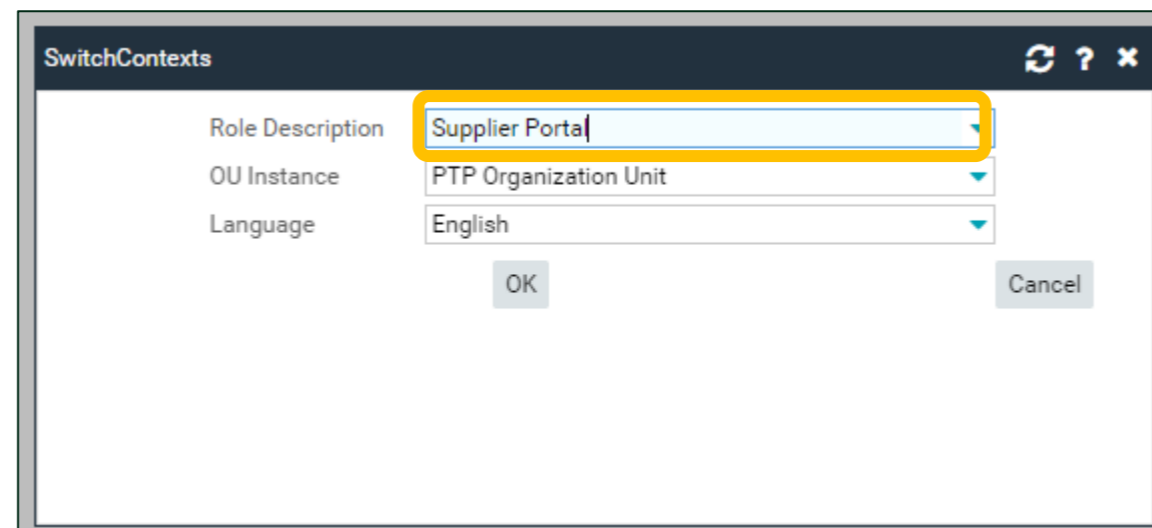 SwitchContexts ?
Role Description Supplier Portal
OU Instance PTP Organization Unit
Language English
OK Cancel